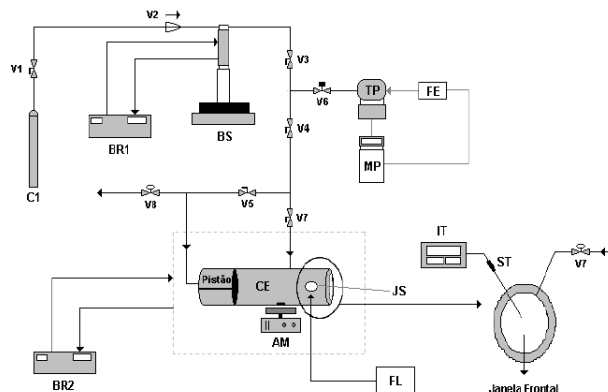 V2
V1
V3
TP
FE
V6
BS
BR1
V4
MP
C1
V8
V5
V7
IT
V7
ST
Pistão
CE
JS
AM
BR2
FL
Janela Frontal